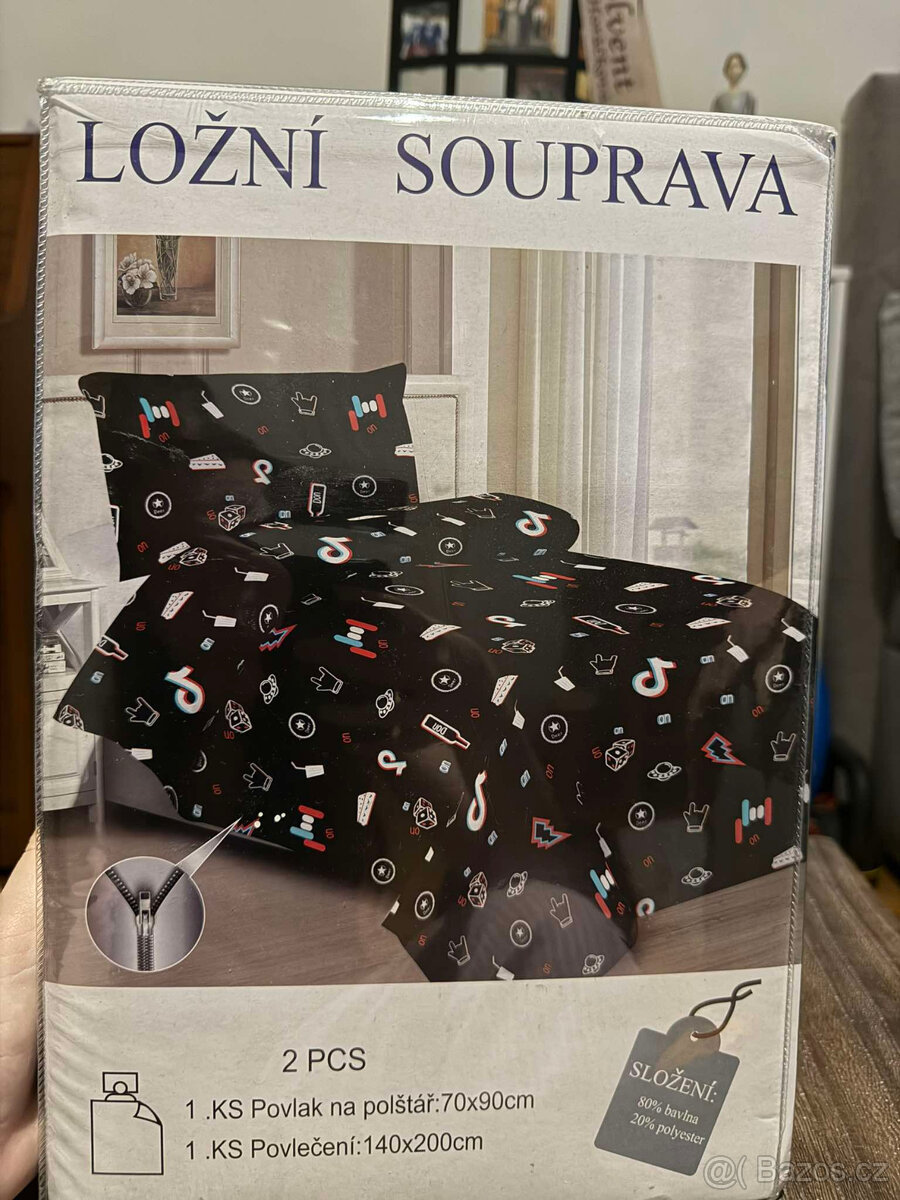 LOŽNÍ SOUPRAVA
2 PCS
1 .KS Povlak na polštář:70x90cm
1 .KS Povlečení:140x200cm
SLOŽENÍ:
80% bavlna
20% polyester
@( Bazos.cz